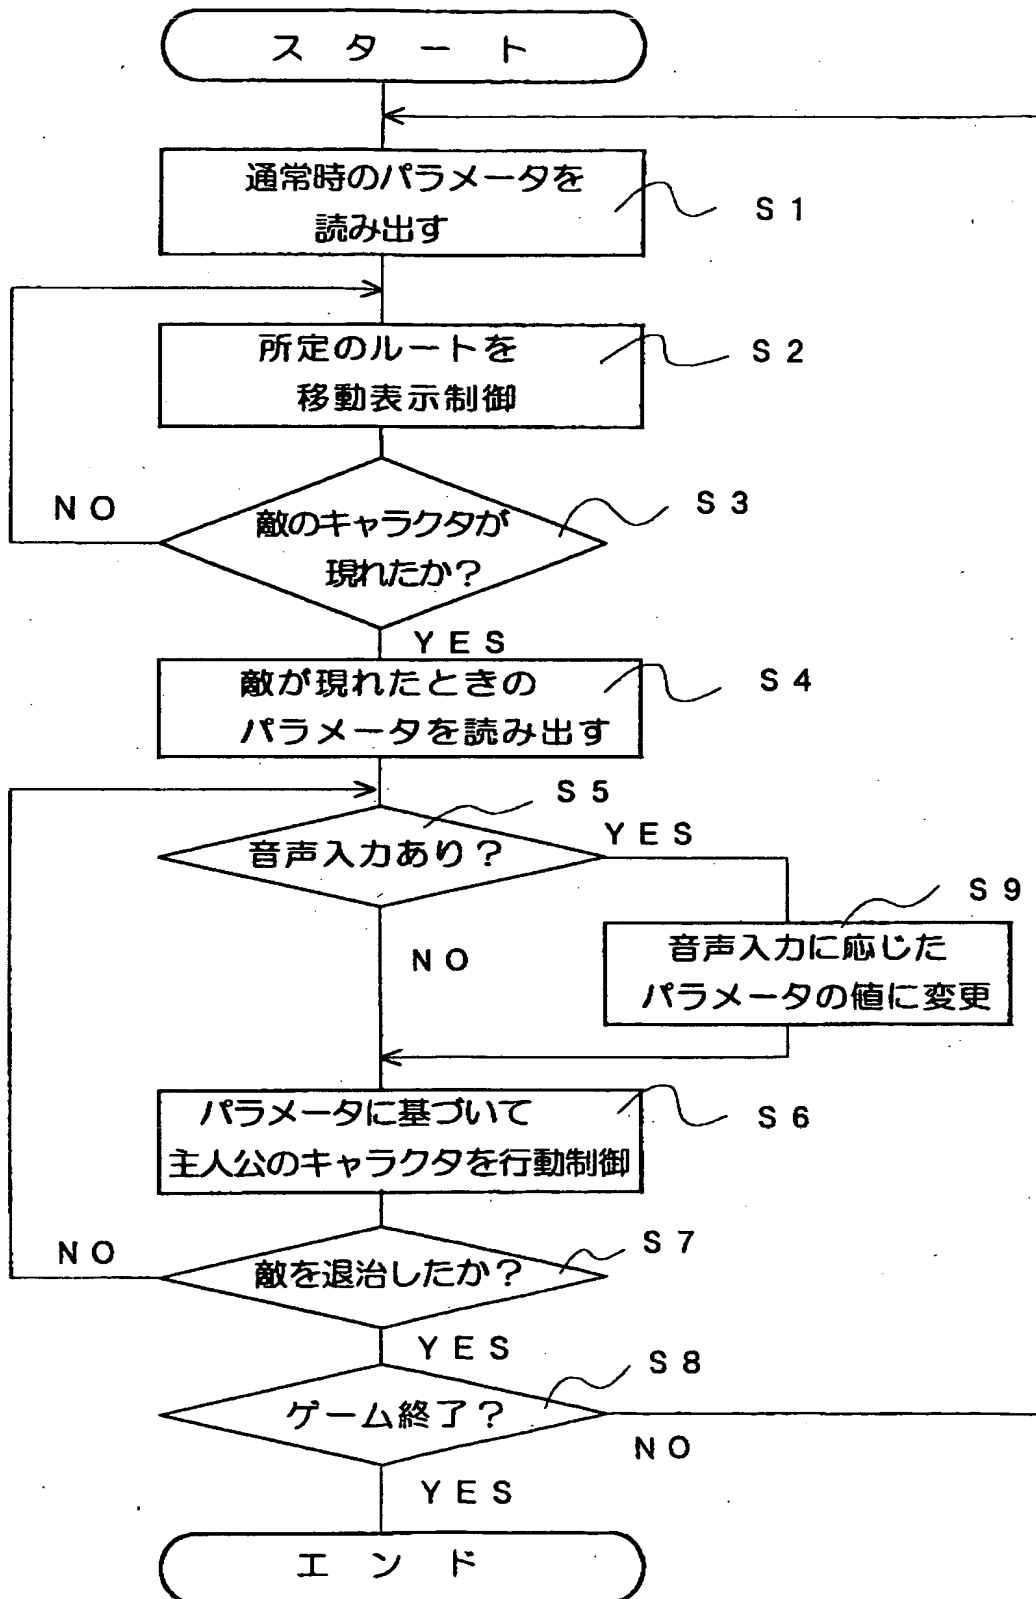 スタート
通常時のパラメータを
読み出す
S1
所定のルートを
移動表示制御
S2
敵のキャラクタが
現れたか?
S3
NO
YES
敵が現れたときの
パラメータを読み出す
S4
音声入力あり?
S5
YES
NO
音声入力に応じた
パラメータの値に変更
S9
パラメータに基づいて
主人公のキャラクタを行動制御
S6
敵を退治したか?
S7
NO
YES
ゲーム終了?
S8
NO
YES
エンド